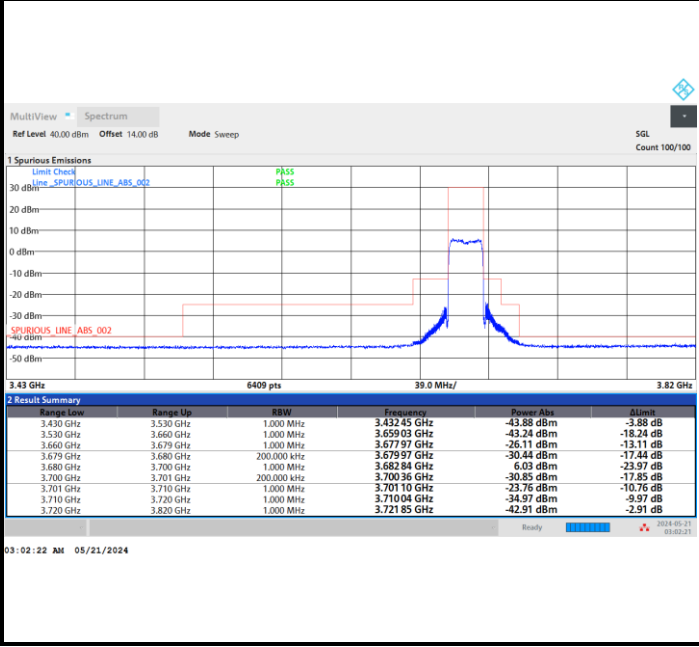 MultiView Spectrum
Ref Level 40.00 dBm Offset 14.00 dB Mode Sweep SGL
Count 100/100
1 Spurious Emissions
Limit Check PASS
Line _SPURIOUS_LINE_ABS_002 PASS
30 dBm
20 dBm
10 dBm
0 dBm
-10 dBm
-20 dBm
-30 dBm
SPURIOUS_LINE_ABS_002
-40 dBm
-50 dBm
3.43 GHz 6409 pts 39.0 MHz/ 3.82 GHz
2 Result Summary
Range Low Range Up RBW Frequency Power Abs ΔLimit
3.430 GHz 3.530 GHz 1.000 MHz 3.432 45 GHz -43.88 dBm -3.88 dB
3.530 GHz 3.660 GHz 1.000 MHz 3.659 03 GHz -43.24 dBm -18.24 dB
3.660 GHz 3.679 GHz 1.000 MHz 3.677 97 GHz -26.11 dBm -13.11 dB
3.679 GHz 3.680 GHz 200.000 kHz 3.679 97 GHz -30.44 dBm -17.44 dB
3.680 GHz 3.700 GHz 1.000 MHz 3.682 84 GHz 6.03 dBm -23.97 dB
3.700 GHz 3.701 GHz 200.000 kHz 3.700 36 GHz -30.85 dBm -17.85 dB
3.701 GHz 3.710 GHz 1.000 MHz 3.701 10 GHz -23.76 dBm -10.76 dB
3.710 GHz 3.720 GHz 1.000 MHz 3.710 04 GHz -34.97 dBm -9.97 dB
3.720 GHz 3.820 GHz 1.000 MHz 3.721 85 GHz -42.91 dBm -2.91 dB
Ready 2024-05-21
03:02:21
03:02:22 AM 05/21/2024